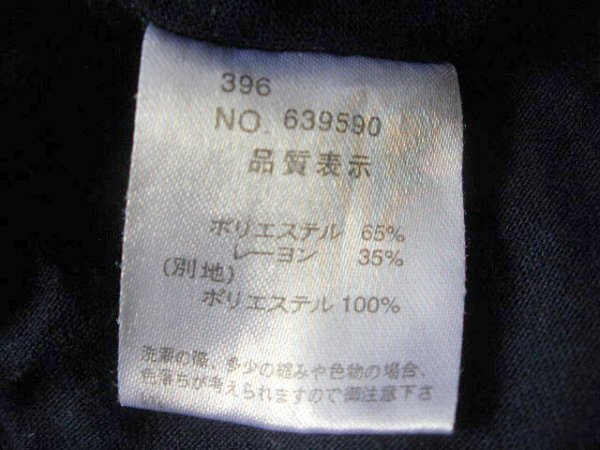 396
NO. 639590
品質表示
ポリエステル 65%
レーヨン 35%
(別地)
ポリエステル 100%
洗濯の際、多少の縮みや色物の場合、
色落ちが考えられますので御注意下さ